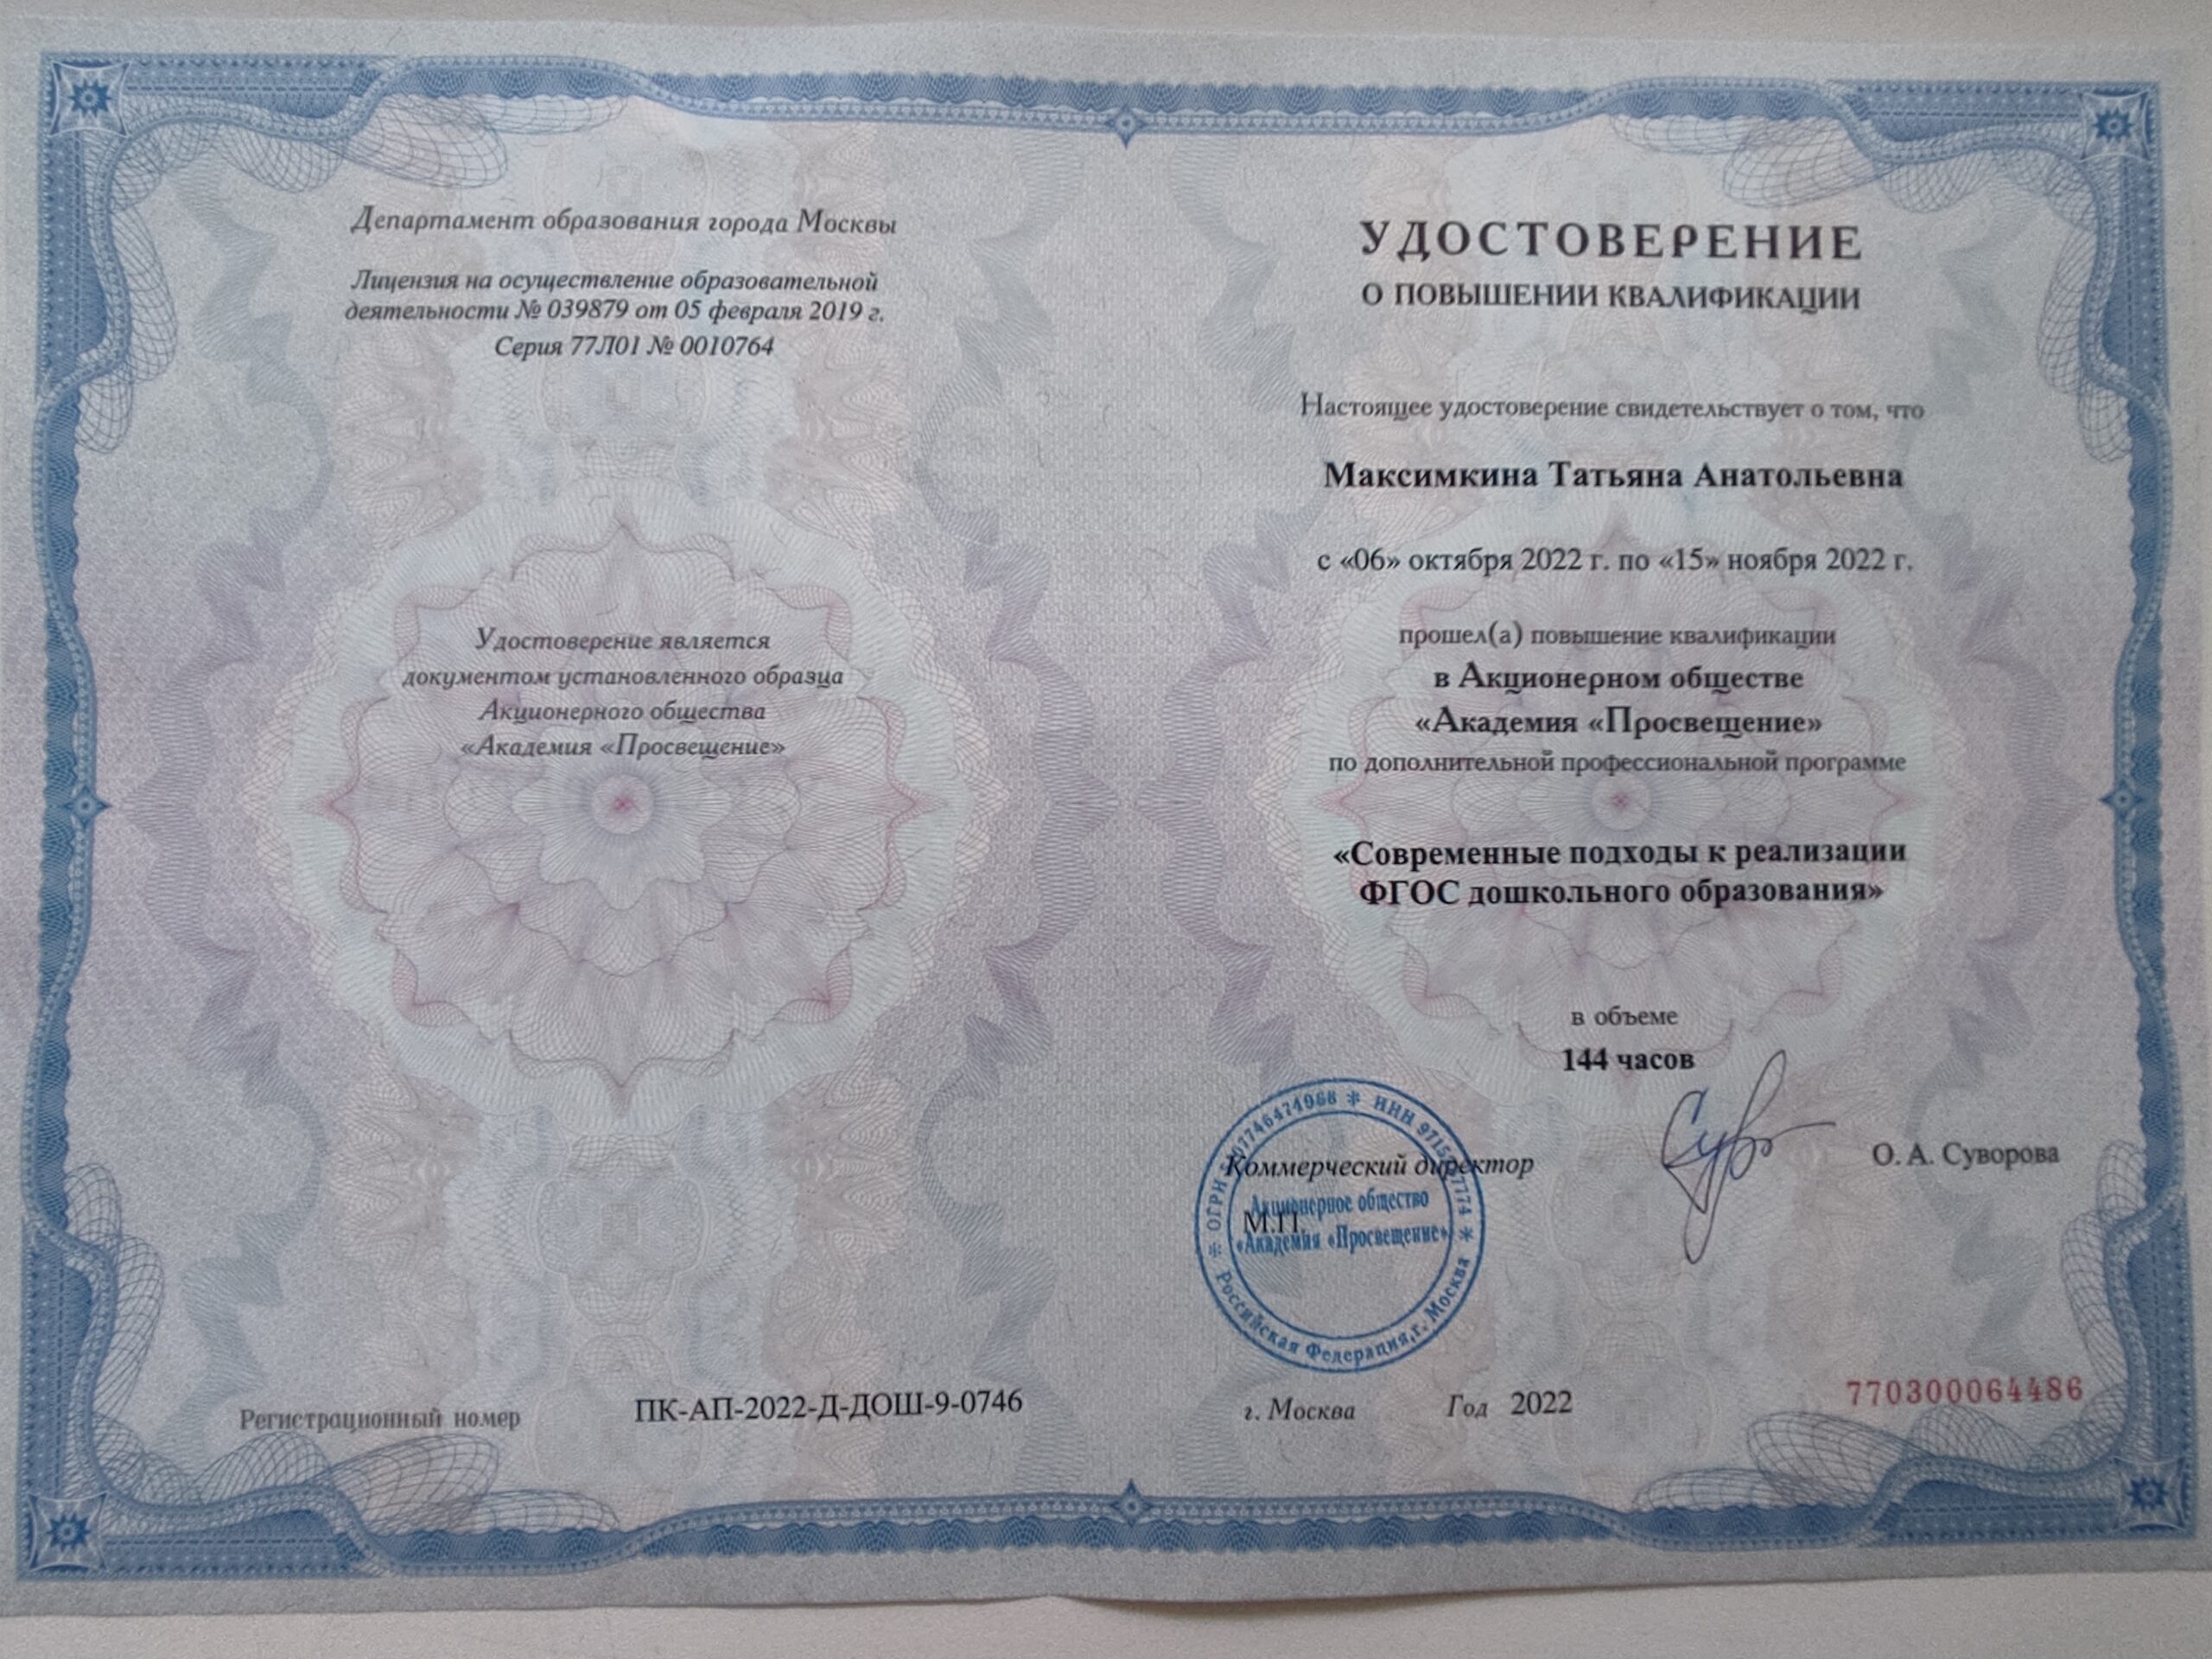 Департамент образования города Москвы
Лицензия на осуществление образовательной
деятельности № 039879 от 05 февраля 2019 г.
Серия 77Л01 № 0010764
Удостоверение является
документом установленного образца
Акционерного общества
«Академия «Просвещение»
Регистрационный номер ПК-АП-2022-Д-ДОШ-9-0746
УДОСТОВЕРЕНИЕ
О ПОВЫШЕНИИ КВАЛИФИКАЦИИ
Настоящее удостоверение свидетельствует о том, что
Максимкина Татьяна Анатольевна
с «06» октября 2022 г. по «15» ноября 2022 г.
прошел(а) повышение квалификации
в Акционерном обществе
«Академия «Просвещение»
по дополнительной профессиональной программе
«Современные подходы к реализации
ФГОС дошкольного образования»
в объеме
144 часов
Коммерческий директор О. А. Суворова
М.П.
Акционерное общество
«Академия «Просвещение»
ОГРН
ИНН
Российская Федерация, г. Москва
г. Москва Год 2022
770300064486